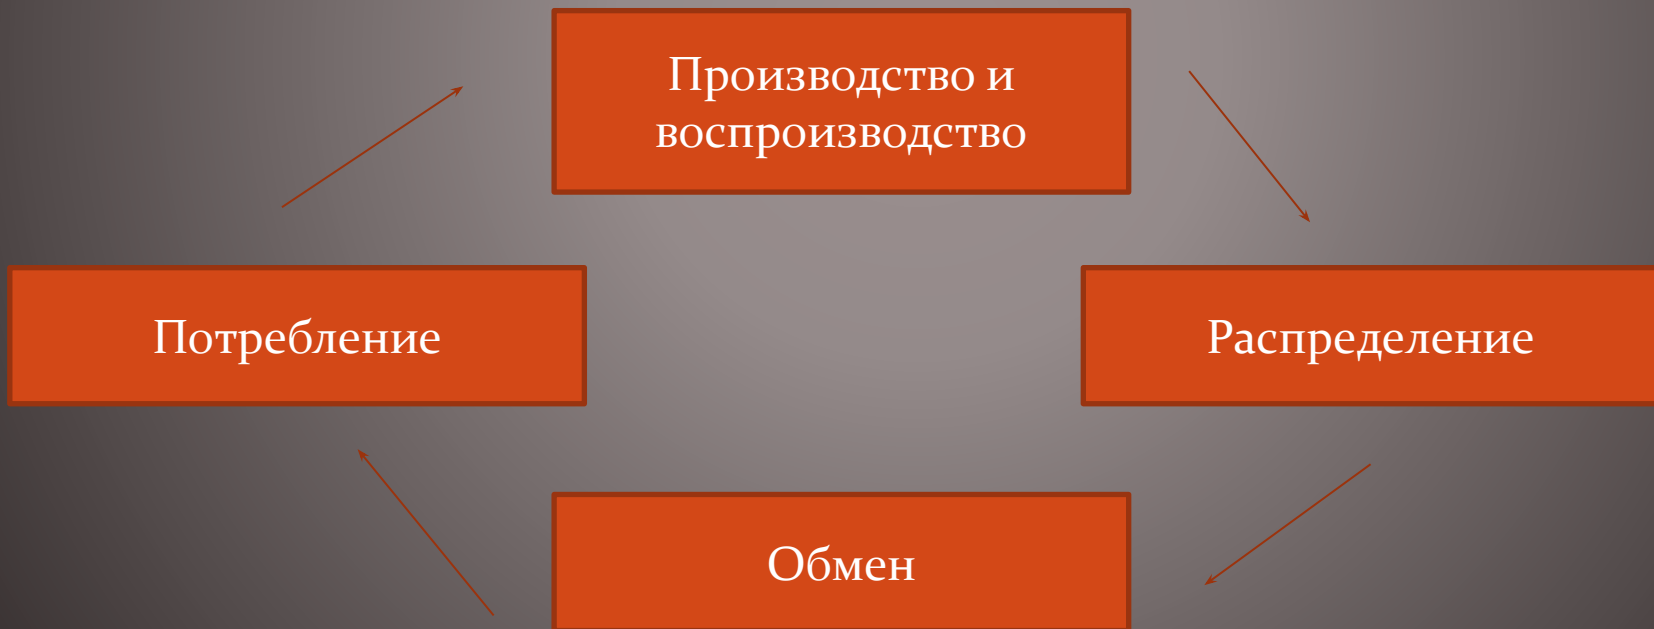 Производство и
воспроизводство
Потребление
Распределение
Обмен